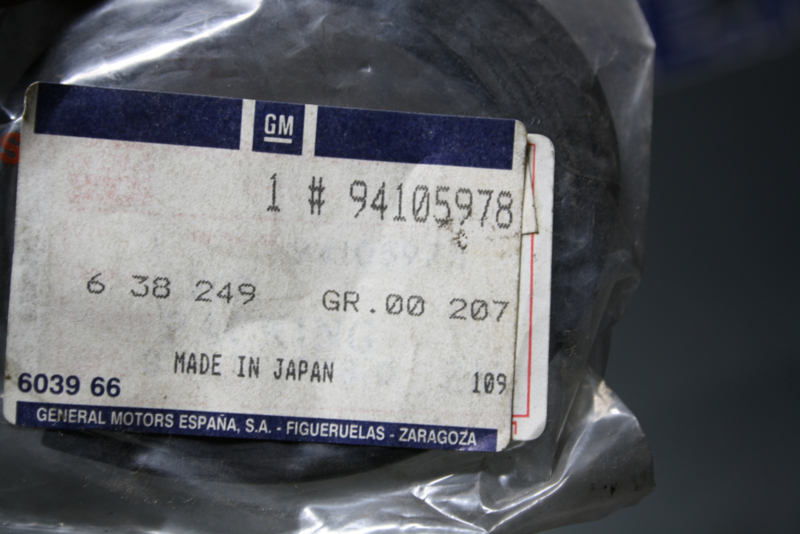 GM
1 # 94105978
6 38 249 GR.00 207
MADE IN JAPAN
6039 66 109
GENERAL MOTORS ESPAÑA, S.A. - FIGUERUELAS - ZARAGOZA